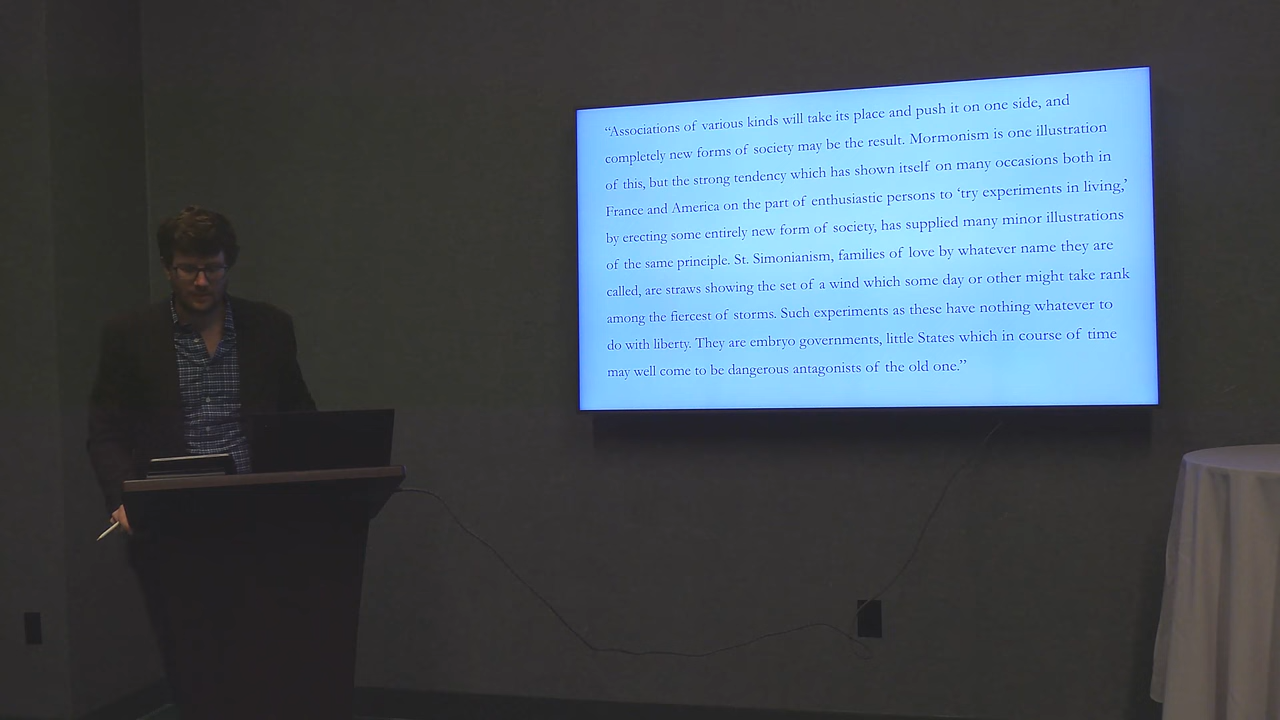 “Associations of various kinds will take its place and push it on one side, and
completely new forms of society may be the result. Mormonism is one illustration
of this, but the strong tendency which has shown itself on many occasions both in
France and America on the part of enthusiastic persons to ‘try experiments in living,’
by erecting some entirely new form of society, has supplied many minor illustrations
of the same principle. St. Simonianism, families of love by whatever name they are
called, are straws showing the set of a wind which some day or other might take rank
among the fiercest of storms. Such experiments as these have nothing whatever to
do with liberty. They are embryo governments, little States which in course of time
may well come to be dangerous antagonists of the old one.”